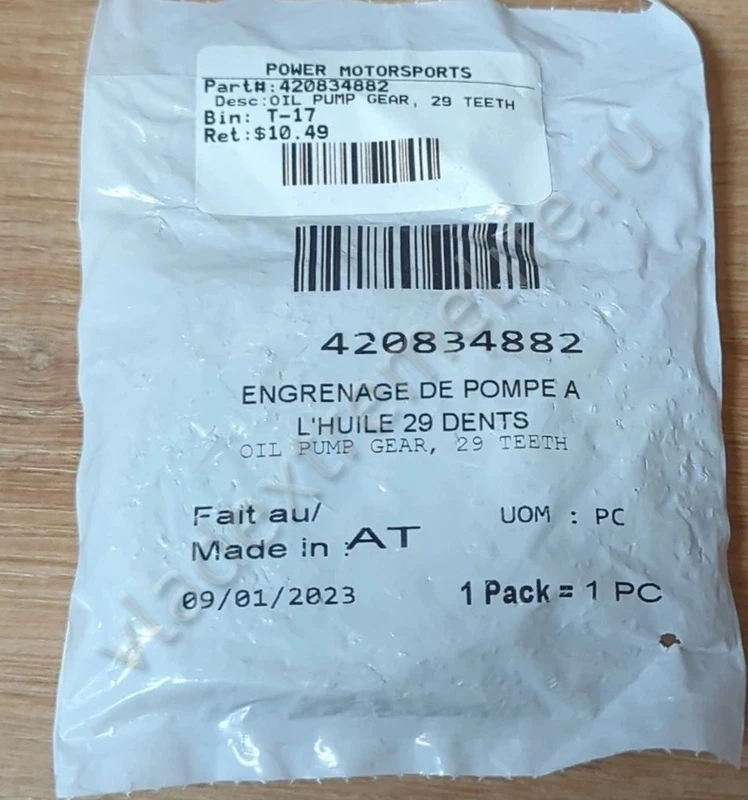 POWER MOTORSPORTS
Part#:420834882
Desc:OIL PUMP GEAR, 29 TEETH
Bin: T-17
Ret:$10.49
420834882
ENGRENAGE DE POMPE A
L'HUILE 29 DENTS
OIL PUMP GEAR, 29 TEETH
Fait au/
Made in :AT
UOM : PC
09/01/2023
1 Pack = 1 PC